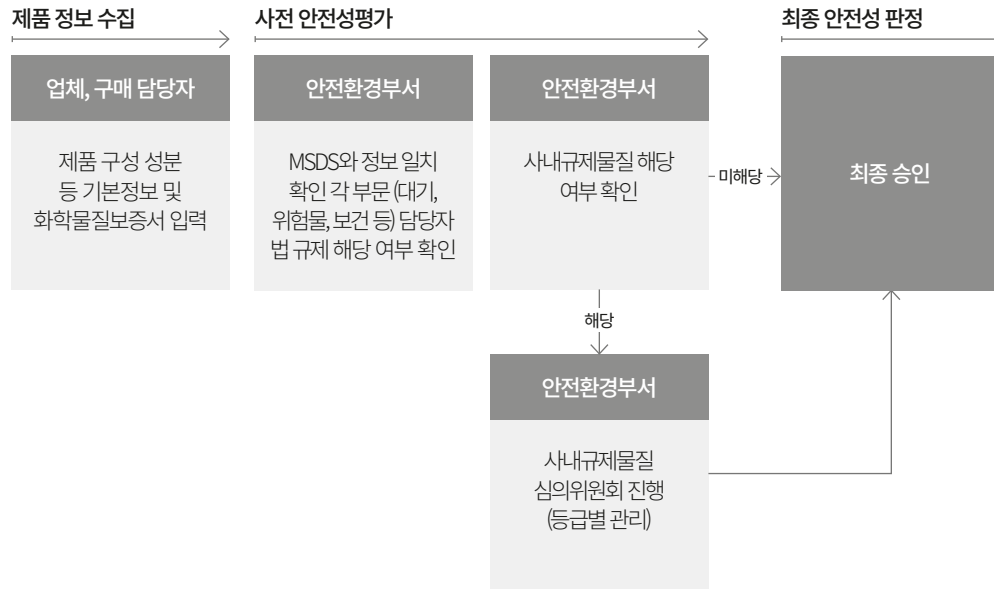 제품 정보 수집
사전 안전성평가
최종 안전성 판정
업체, 구매 담당자
제품 구성 성분
등 기본정보 및
화학물질보증서 입력
안전환경부서
MSDS와 정보 일치
확인 각 부문 (대기,
위험물, 보건 등) 담당자
법 규제 해당 여부 확인
안전환경부서
사내규제물질 해당
여부 확인
미해당
최종 승인
해당
안전환경부서
사내규제물질
심의위원회 진행
(등급별 관리)